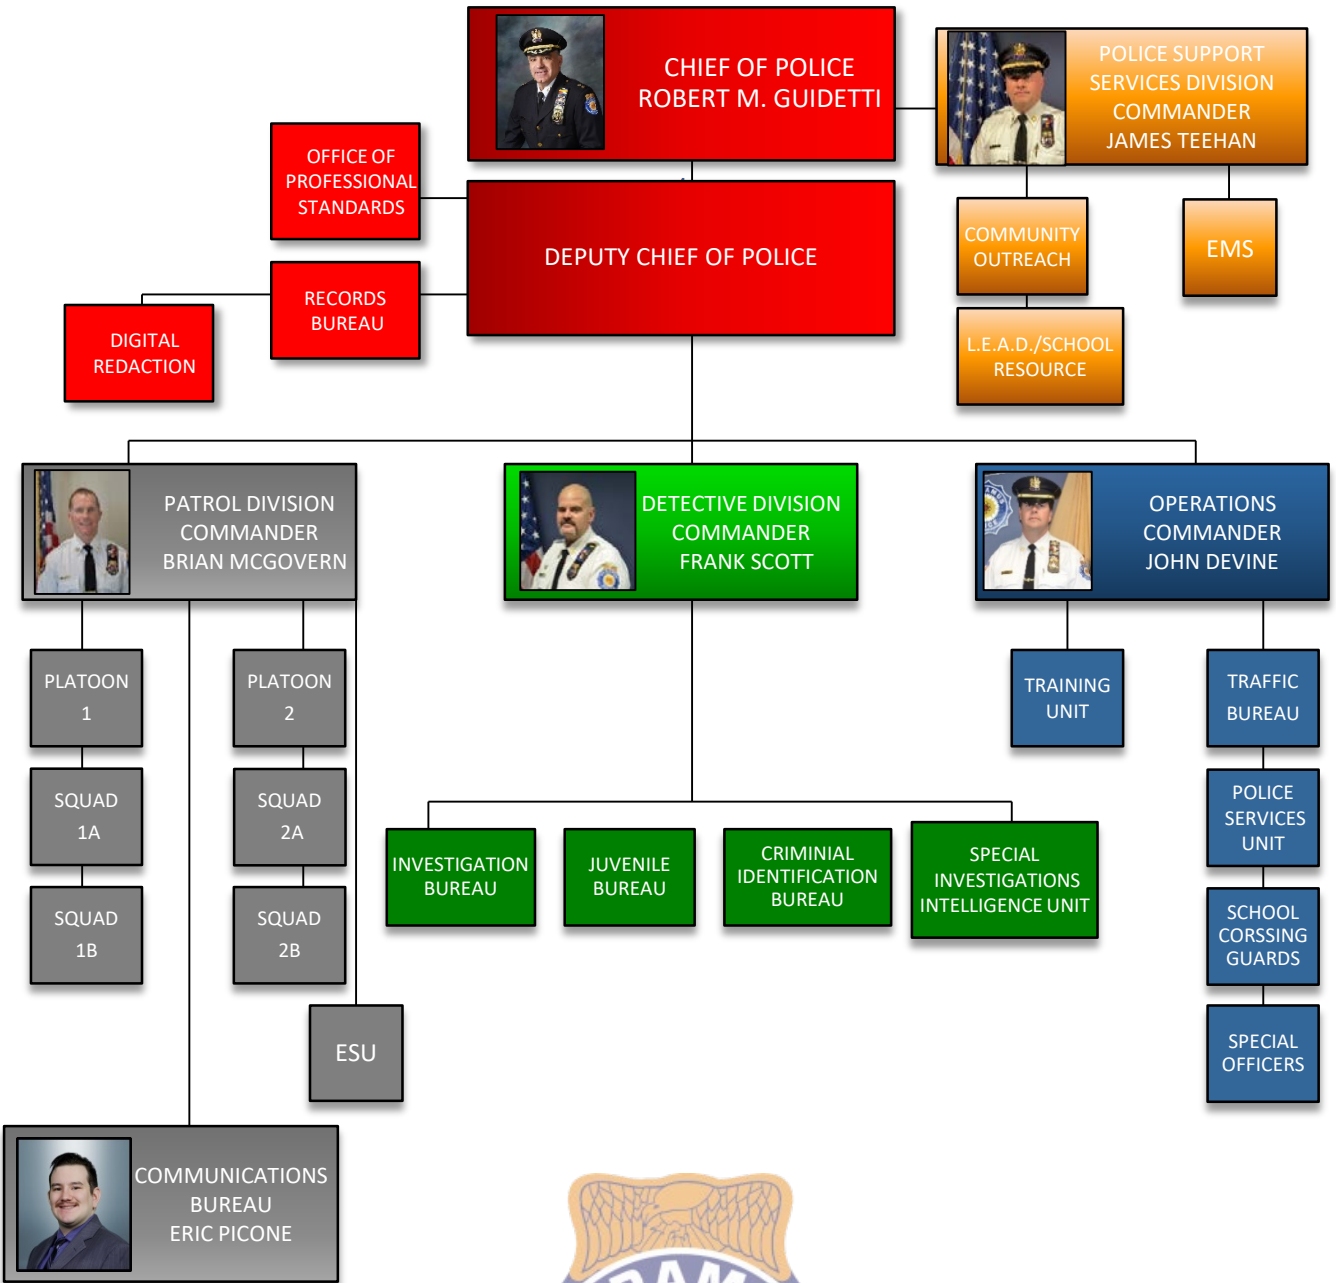 CHIEF OF POLICE
ROBERT M. GUIDETTI
POLICE SUPPORT
SERVICES DIVISION
COMMANDER
JAMES TEEHAN
OFFICE OF
PROFESSIONAL
STANDARDS
DEPUTY CHIEF OF POLICE
COMMUNITY
OUTREACH
EMS
RECORDS
BUREAU
DIGITAL
REDACTION
L.E.A.D./SCHOOL
RESOURCE
PATROL DIVISION
COMMANDER
BRIAN MCGOVERN
DETECTIVE DIVISION
COMMANDER
FRANK SCOTT
OPERATIONS
COMMANDER
JOHN DEVINE
PLATOON
1
PLATOON
2
TRAINING
UNIT
TRAFFIC
BUREAU
SQUAD
1A
SQUAD
2A
POLICE
SERVICES
UNIT
INVESTIGATION
BUREAU
JUVENILE
BUREAU
CRIMINIAL
IDENTIFICATION
BUREAU
SPECIAL
INVESTIGATIONS
INTELLIGENCE UNIT
SQUAD
1B
SQUAD
2B
SCHOOL
CORSSING
GUARDS
ESU
SPECIAL
OFFICERS
COMMUNICATIONS
BUREAU
ERIC PICONE